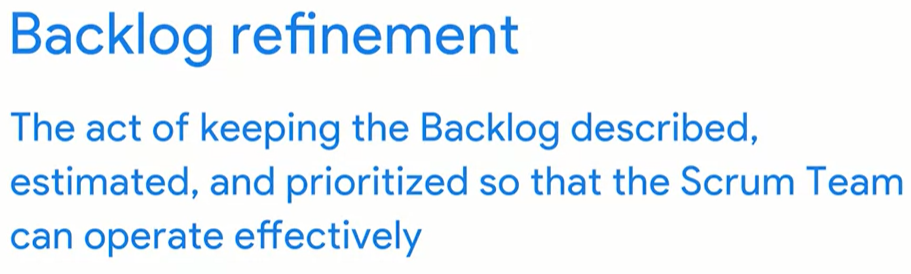 Backlog refinement
The act of keeping the Backlog described,
estimated, and prioritized so that the Scrum Team
can operate effectively